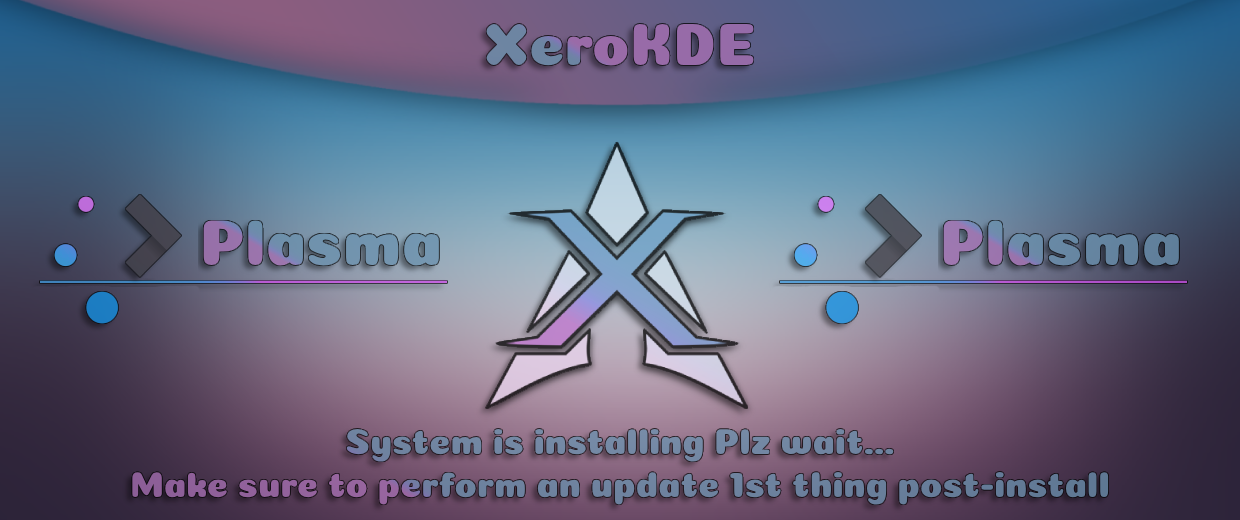 XeroKDE
Plasma
Plasma
System is installing Plz wait...
Make sure to perform an update 1st thing post-install